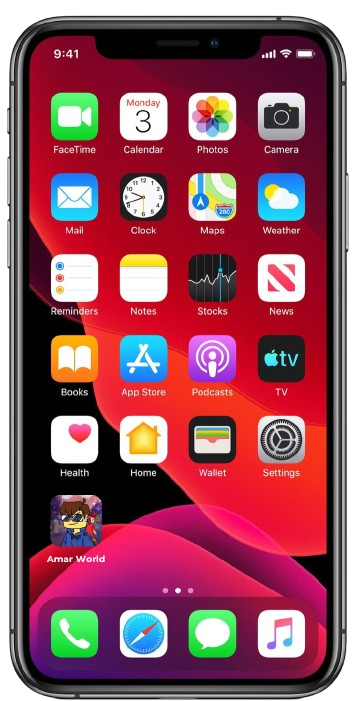 9:41
Monday
3
FaceTime Calendar Photos Camera
280
Mail Clock Maps Weather
Reminders Notes Stocks News
tv
Books App Store Podcasts TV
Health Home Wallet Settings
Amar World